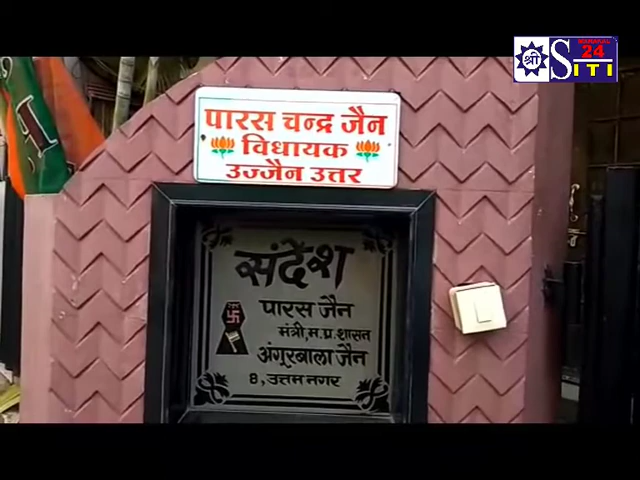 श्री SITI 24
पारस चन्द्र जैन
विधायक
उज्जैन उत्तर
संदेश
पारस जैन
मंत्री, म.प्र. शासन
अंगूरबाला जैन
8, उत्तम नगर